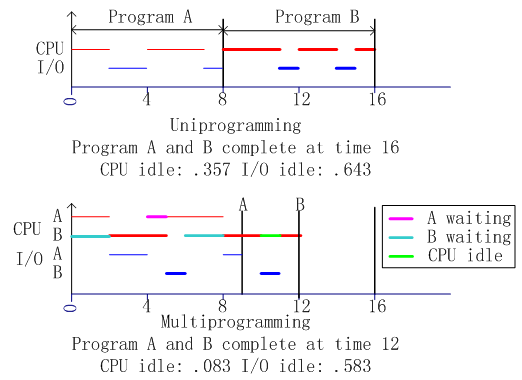 Program A Program B
CPU
I/O
0 4 8 12 16
Uniprogramming
Program A and B complete at time 16
CPU idle: .357 I/O idle: .643
A B
A
CPU B
I/O A
B
A waiting
B waiting
CPU idle
0 4 8 12 16
Multiprogramming
Program A and B complete at time 12
CPU idle: .083 I/O idle: .583